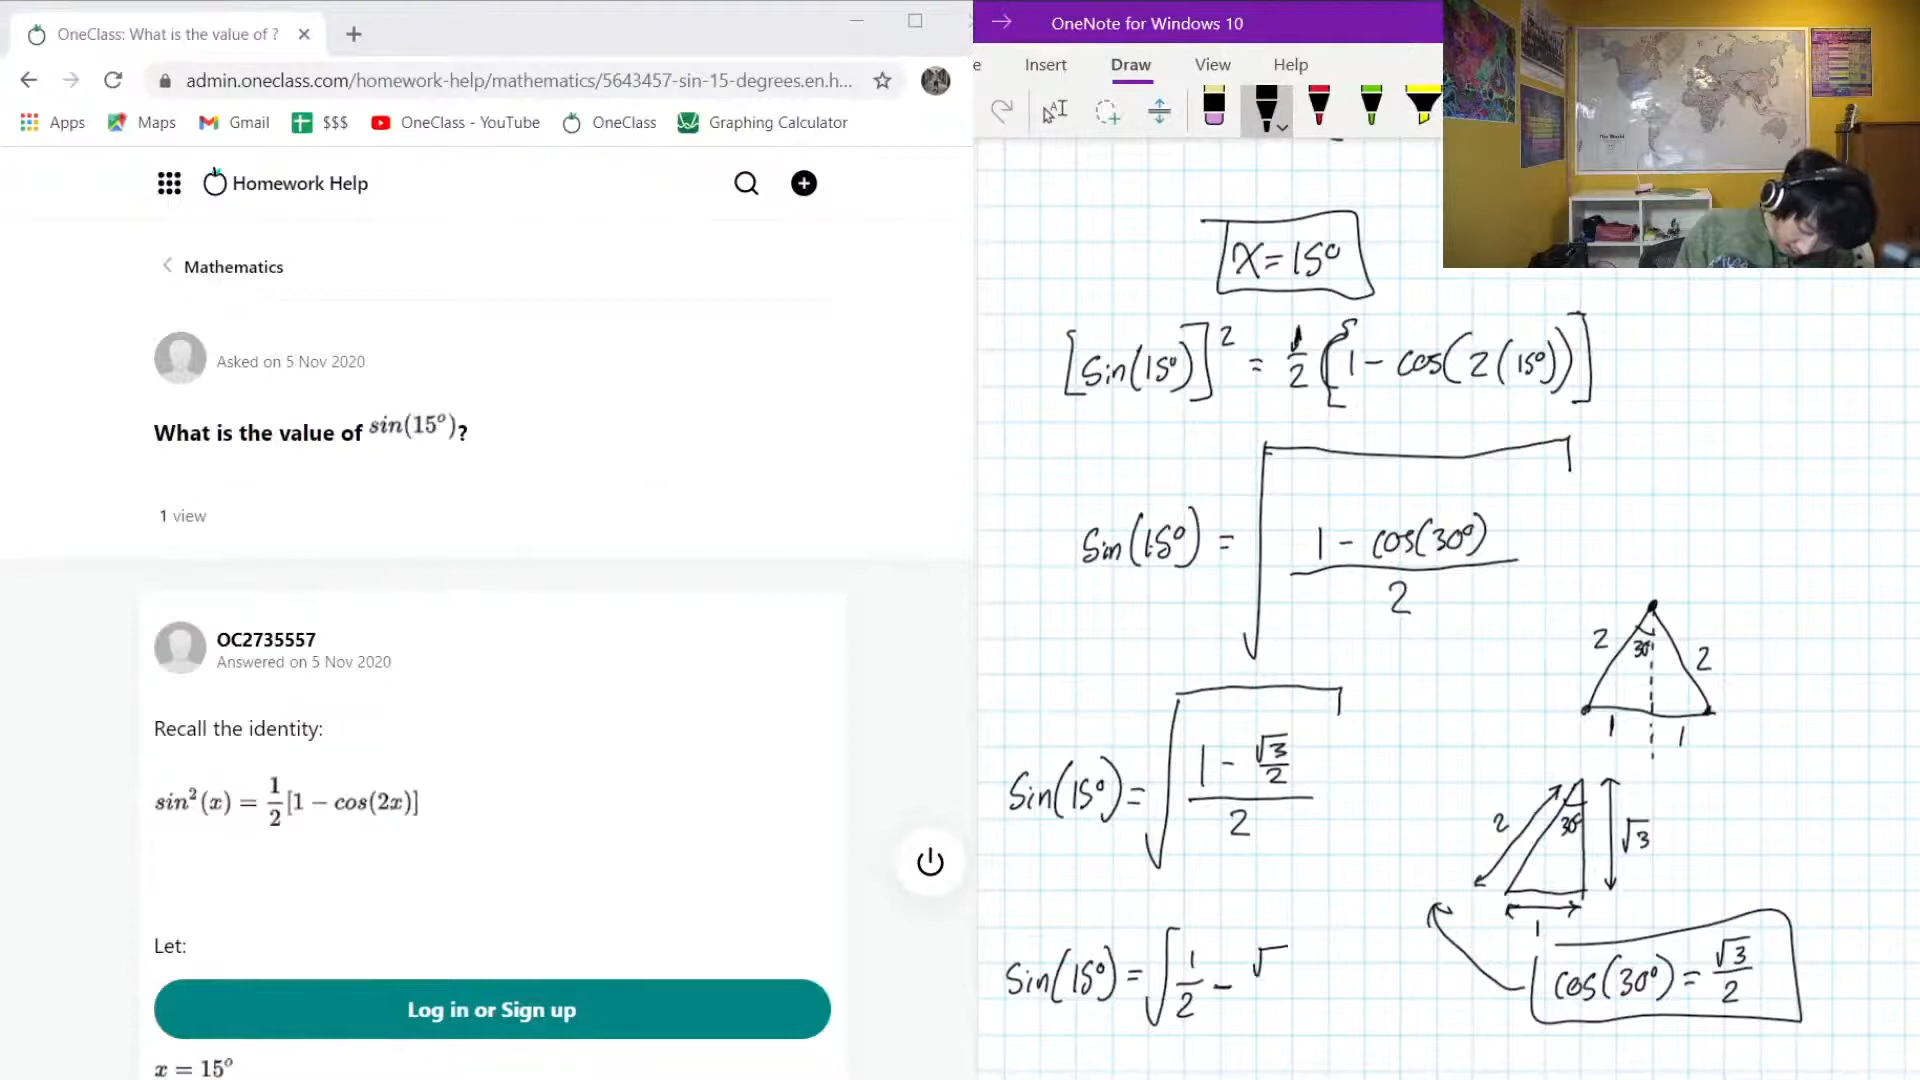 OneClass: What is the value of ?
admin.oneclass.com/homework-help/mathematics/5643457-sin-15-degrees.en.h...
Apps Maps Gmail $$$ OneClass - YouTube OneClass Graphing Calculator
Homework Help
Mathematics
Asked on 5 Nov 2020
What is the value of sin(15°)?
1 view
OC2735557
Answered on 5 Nov 2020
Recall the identity:
sin²(x) = 1/2[1 − cos(2x)]
Let:
Log in or Sign up
x = 15°
OneNote for Windows 10
e Insert Draw View Help
x = 15°
[Sin(15°)]² = 1/2 [1 - cos(2(15°))]
Sin(15°) = √((1 - cos(30°))/2)
2 30° 2
1 1
Sin(15°) = √((1 - √3/2)/2)
2 30° √3
1
Sin(15°) = √(1/2 - √
cos(30°) = √3/2
The World